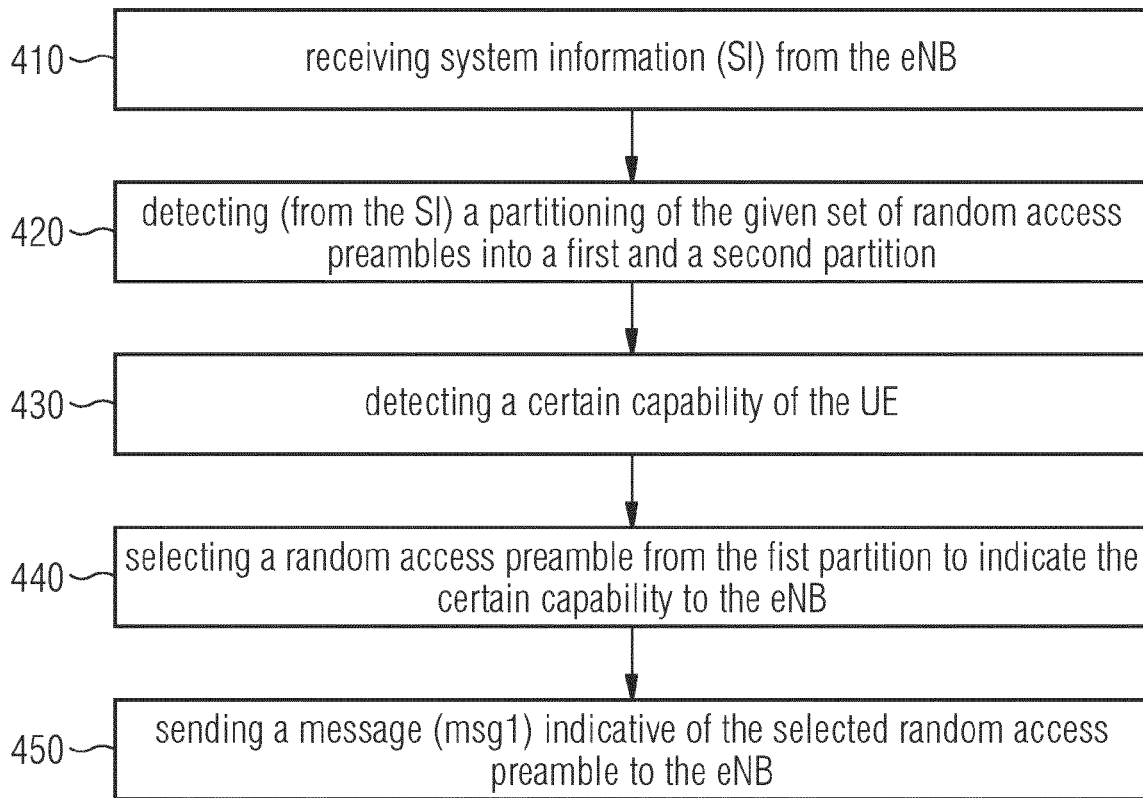 410
receiving system information (SI) from the eNB
420
detecting (from the SI) a partitioning of the given set of random access
preambles into a first and a second partition
430
detecting a certain capability of the UE
440
selecting a random access preamble from the fist partition to indicate the
certain capability to the eNB
450
sending a message (msg1) indicative of the selected random access
preamble to the eNB